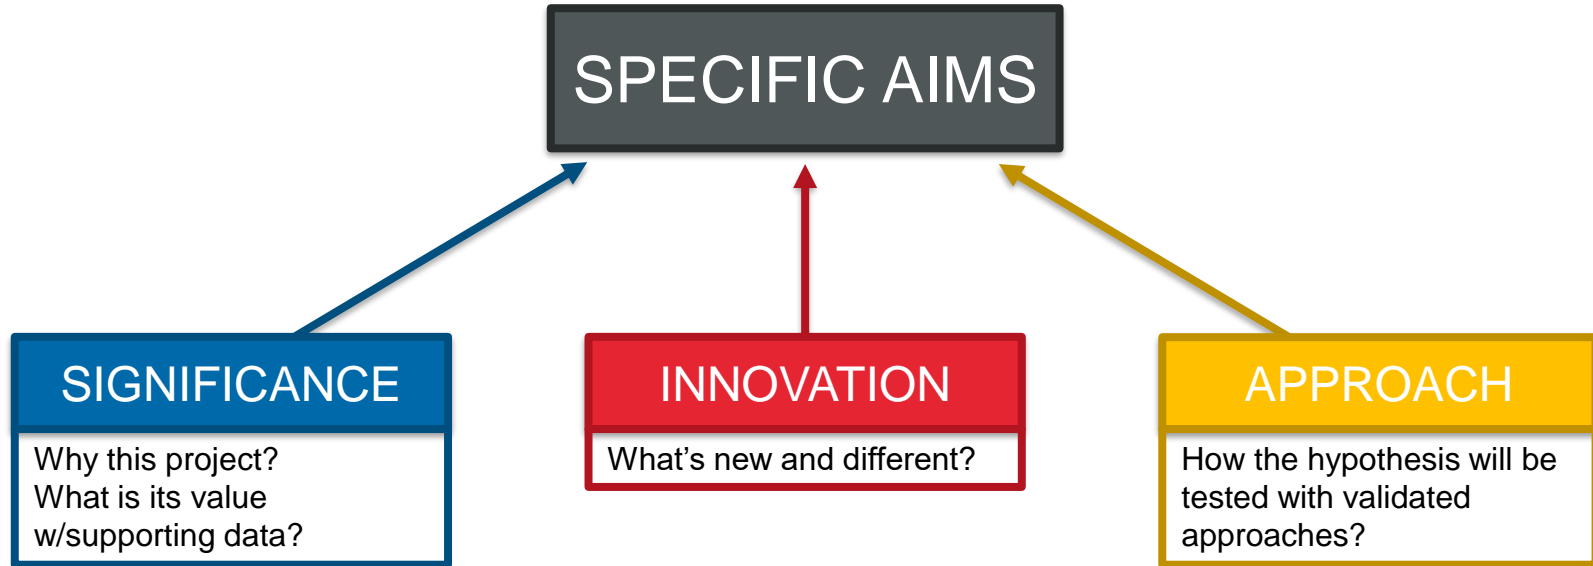 SPECIFIC AIMS
SIGNIFICANCE
Why this project?
What is its value
w/supporting data?
INNOVATION
What’s new and different?
APPROACH
How the hypothesis will be
tested with validated
approaches?